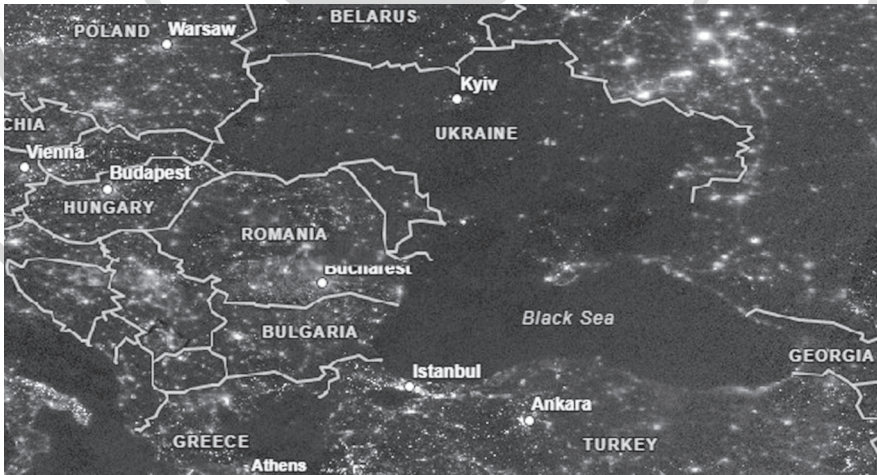 BELARUS
POLAND
Warsaw
Kyiv
CHIA
UKRAINE
Vienna
Budapest
HUNGARY
ROMANIA
Bucharest
Black Sea
BULGARIA
GEORGIA
Istanbul
Ankara
GREECE
TURKEY
Athens